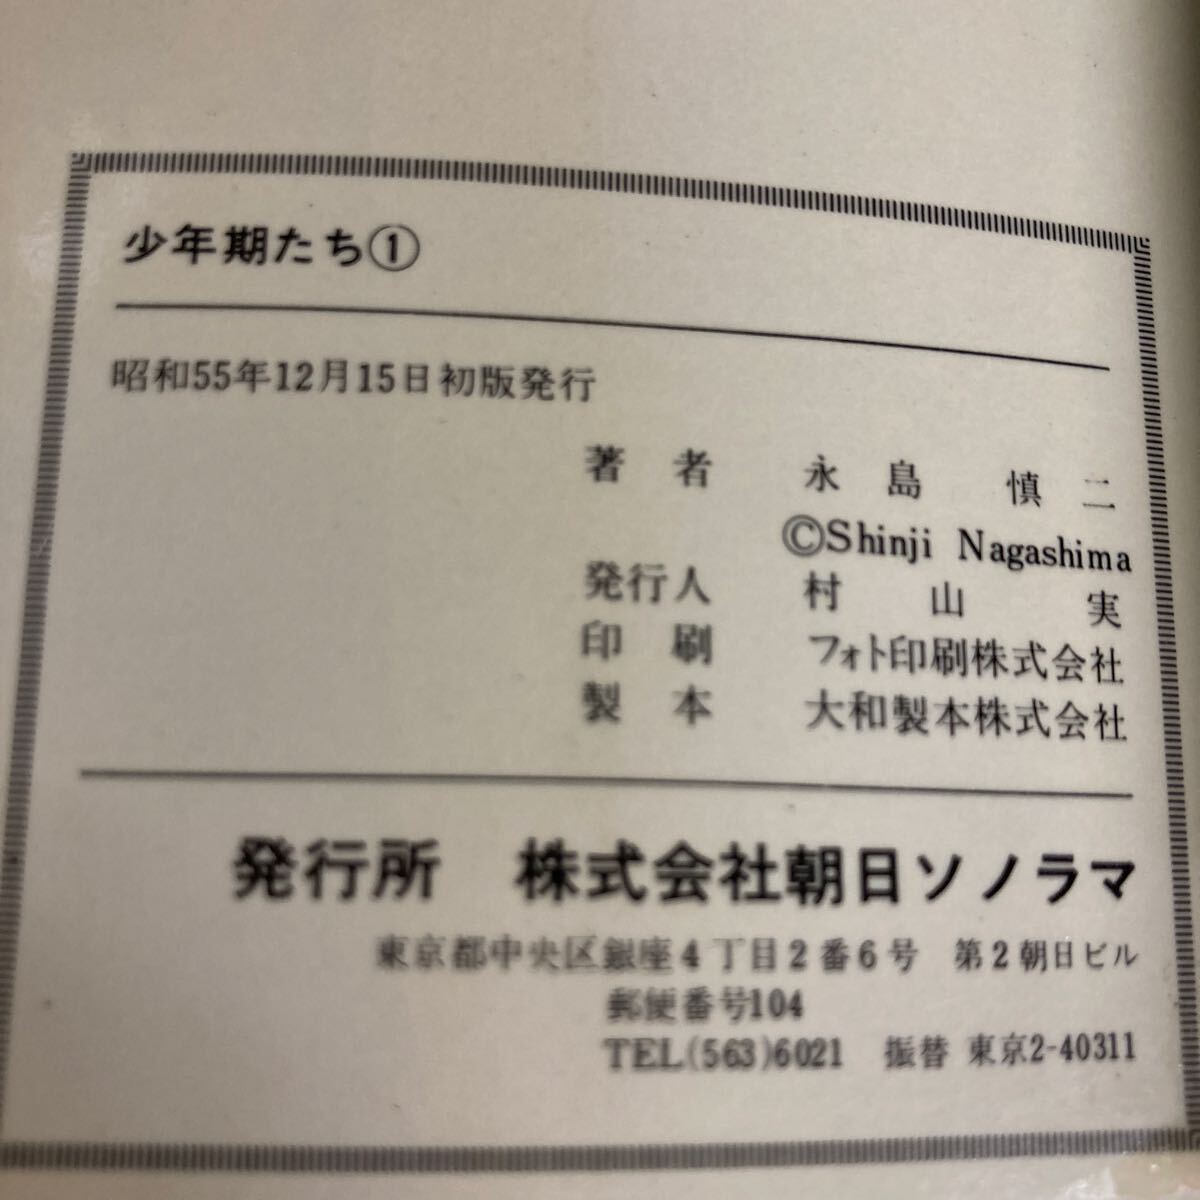 少年期たち①
昭和55年12月15日初版発行
著者 永島慎二
©Shinji Nagashima
発行人 村山実
印刷 フォト印刷株式会社
製本 大和製本株式会社
発行所 株式会社朝日ソノラマ
東京都中央区銀座4丁目2番6号 第2朝日ビル
郵便番号104
TEL(563)6021 振替 東京2-40311